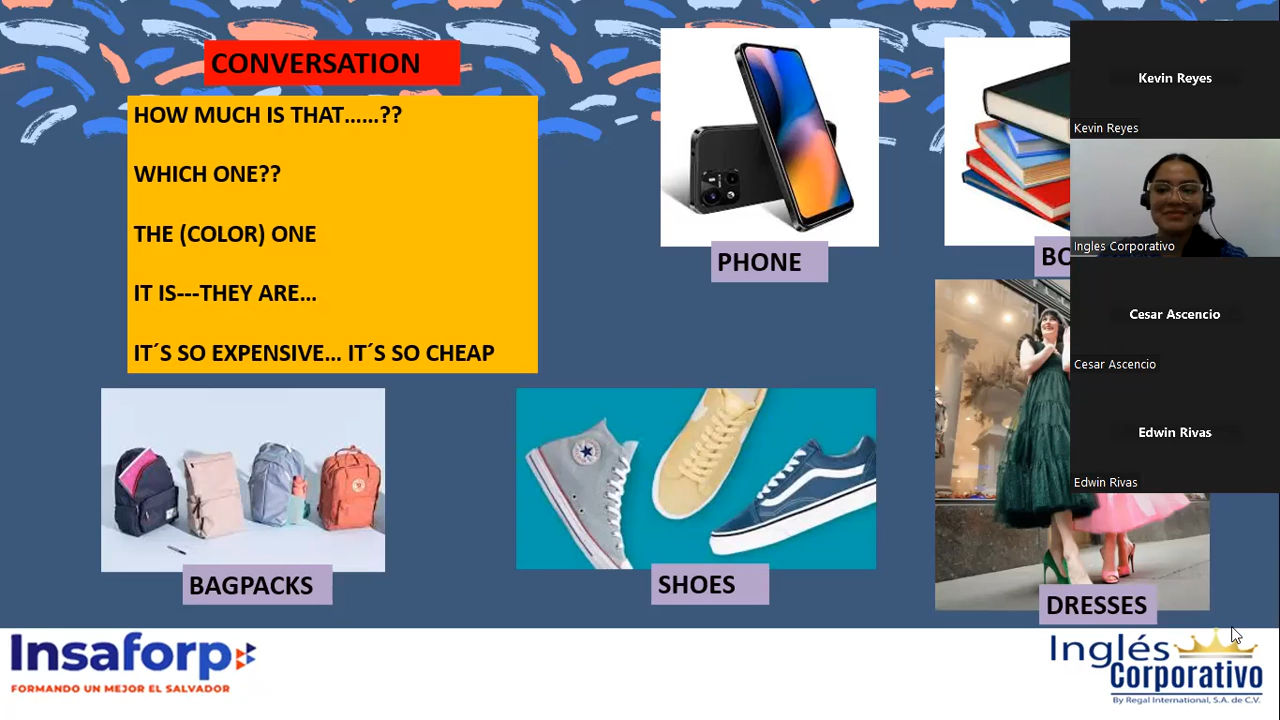 CONVERSATION
HOW MUCH IS THAT......??
WHICH ONE??
THE (COLOR) ONE
IT IS---THEY ARE...
IT´S SO EXPENSIVE... IT´S SO CHEAP
PHONE
BO
BAGPACKS
SHOES
DRESSES
Kevin Reyes
Kevin Reyes
Ingles Corporativo
Cesar Ascencio
Cesar Ascencio
Edwin Rivas
Edwin Rivas
Insaforp
FORMANDO UN MEJOR EL SALVADOR
Inglés
Corporativo
By Regal International, S.A. de C.V.